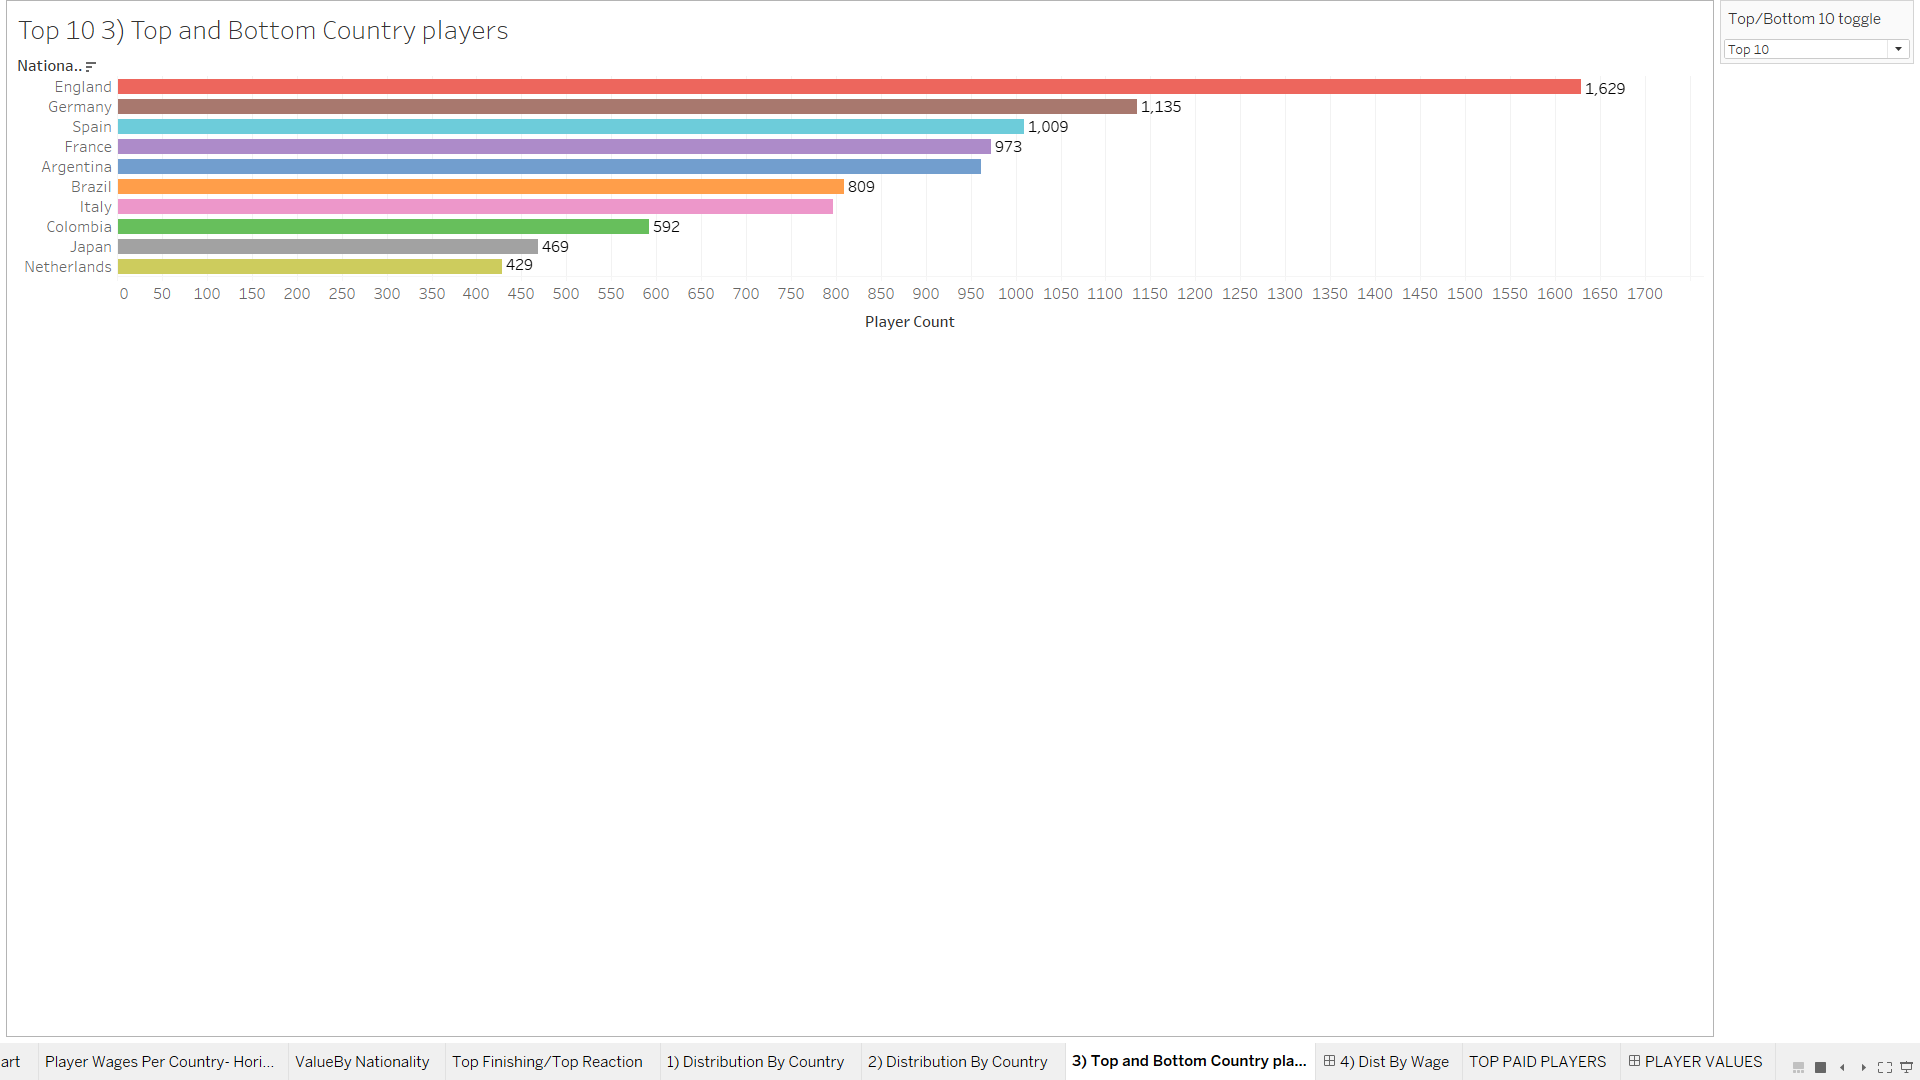 Top 10 3) Top and Bottom Country players
Top/Bottom 10 toggle
Top 10
Nationa..
England 1,629
Germany 1,135
Spain 1,009
France 973
Argentina
Brazil 809
Italy
Colombia 592
Japan 469
Netherlands 429
0 50 100 150 200 250 300 350 400 450 500 550 600 650 700 750 800 850 900 950 1000 1050 1100 1150 1200 1250 1300 1350 1400 1450 1500 1550 1600 1650 1700
Player Count
art Player Wages Per Country- Hori... ValueBy Nationality Top Finishing/Top Reaction 1) Distribution By Country 2) Distribution By Country 3) Top and Bottom Country pla... 4) Dist By Wage TOP PAID PLAYERS PLAYER VALUES